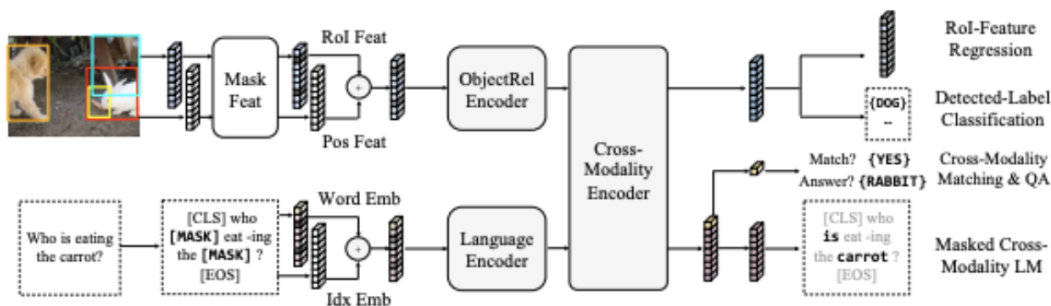 RoI Feat
Mask
Feat
Pos Feat
ObjectRel
Encoder
Cross-
Modality
Encoder
RoI-Feature
Regression
{DOG}
..
Detected-Label
Classification
Match? {YES}
Answer? {RABBIT}
Cross-Modality
Matching & QA
Who is eating
the carrot?
[CLS] who
[MASK] eat -ing
the [MASK] ?
[EOS]
Word Emb
Idx Emb
Language
Encoder
[CLS] who
is eat -ing
the carrot ?
[EOS]
Masked Cross-
Modality LM